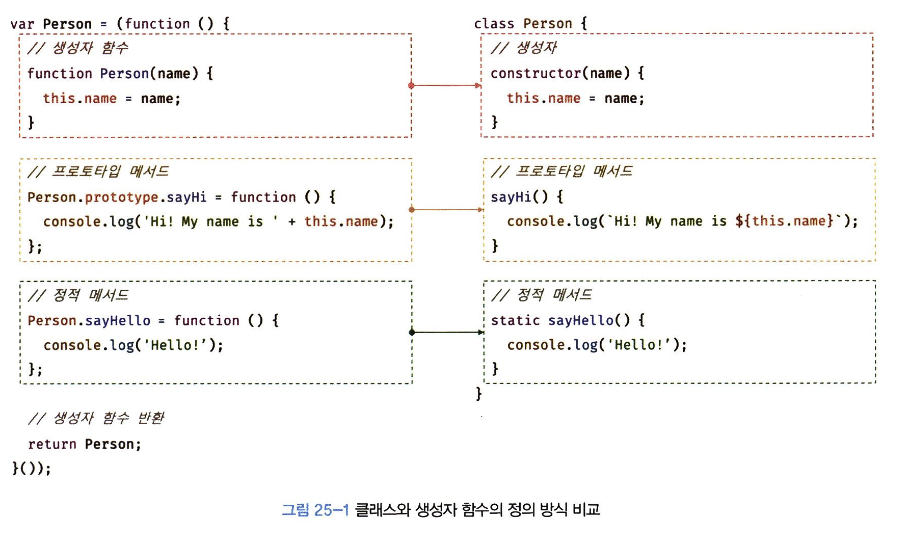 var Person = (function () {
// 생성자 함수
function Person(name) {
this.name = name;
}
// 프로토타입 메서드
Person.prototype.sayHi = function () {
console.log('Hi! My name is ' + this.name);
};
// 정적 메서드
Person.sayHello = function () {
console.log('Hello!');
};
// 생성자 함수 반환
return Person;
}());
class Person {
// 생성자
constructor(name) {
this.name = name;
}
// 프로토타입 메서드
sayHi() {
console.log(`Hi! My name is ${this.name}`);
}
// 정적 메서드
static sayHello() {
console.log('Hello!');
}
}
그림 25-1 클래스와 생성자 함수의 정의 방식 비교